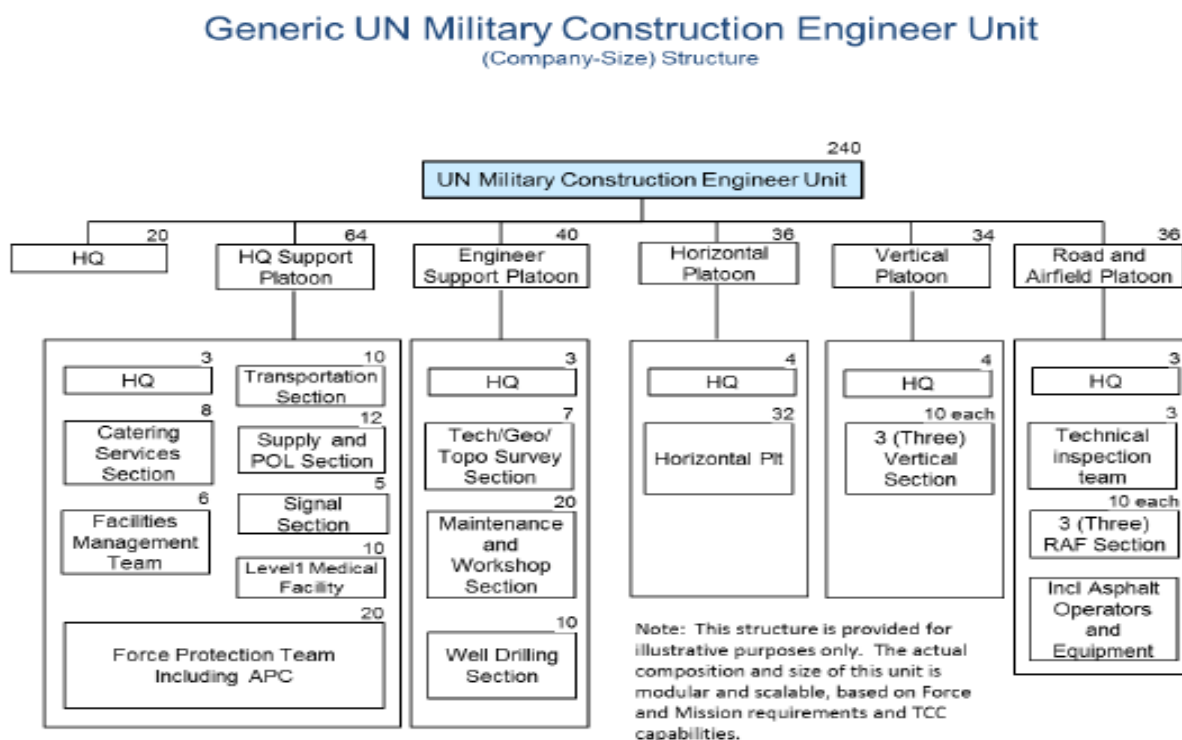 Generic UN Military Construction Engineer Unit
(Company-Size) Structure
240
UN Military Construction Engineer Unit
20
HQ
64
HQ Support
Platoon
40
Engineer
Support Platoon
36
Horizontal
Platoon
34
Vertical
Platoon
36
Road and
Airfield Platoon
3
HQ
8
Catering
Services
Section
6
Facilities
Management
Team
10
Transportation
Section
12
Supply and
POL Section
5
Signal
Section
10
Level1 Medical
Facility
20
Force Protection Team
Including APC
3
HQ
7
Tech/Geo/
Topo Survey
Section
20
Maintenance
and
Workshop
Section
10
Well Drilling
Section
4
HQ
32
Horizontal Plt
4
HQ
10 each
3 (Three)
Vertical
Section
3
HQ
3
Technical
inspection
team
10 each
3 (Three)
RAF Section
Incl Asphalt
Operators
and
Equipment
Note: This structure is provided for
illustrative purposes only. The actual
composition and size of this unit is
modular and scalable, based on Force
and Mission requirements and TCC
capabilities.